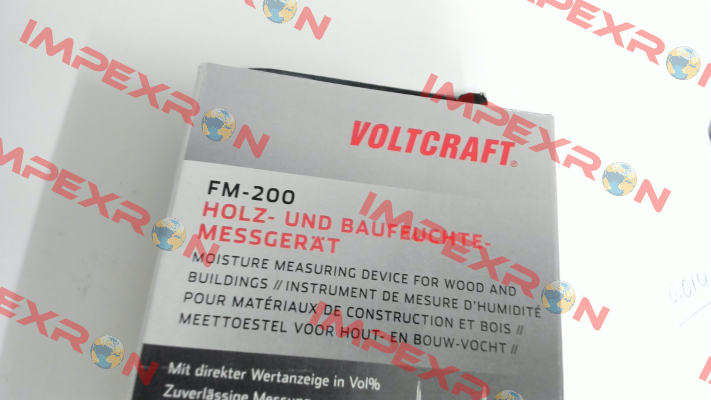 VOLTCRAFT®
FM-200
HOLZ- UND BAUFEUCHTE-
MESSGERÄT
MOISTURE MEASURING DEVICE FOR WOOD AND
BUILDINGS // INSTRUMENT DE MESURE D'HUMIDITÉ
POUR MATÉRIAUX DE CONSTRUCTION ET BOIS //
MEETTOESTEL VOOR HOUT- EN BOUW-VOCHT //
Mit direkter Wertanzeige in Vol%
Zuverlässige
IMPEXRON
IMPEXRON
IMPEXRON
IMPEXRON
IMPEXRON
IMPEXRON